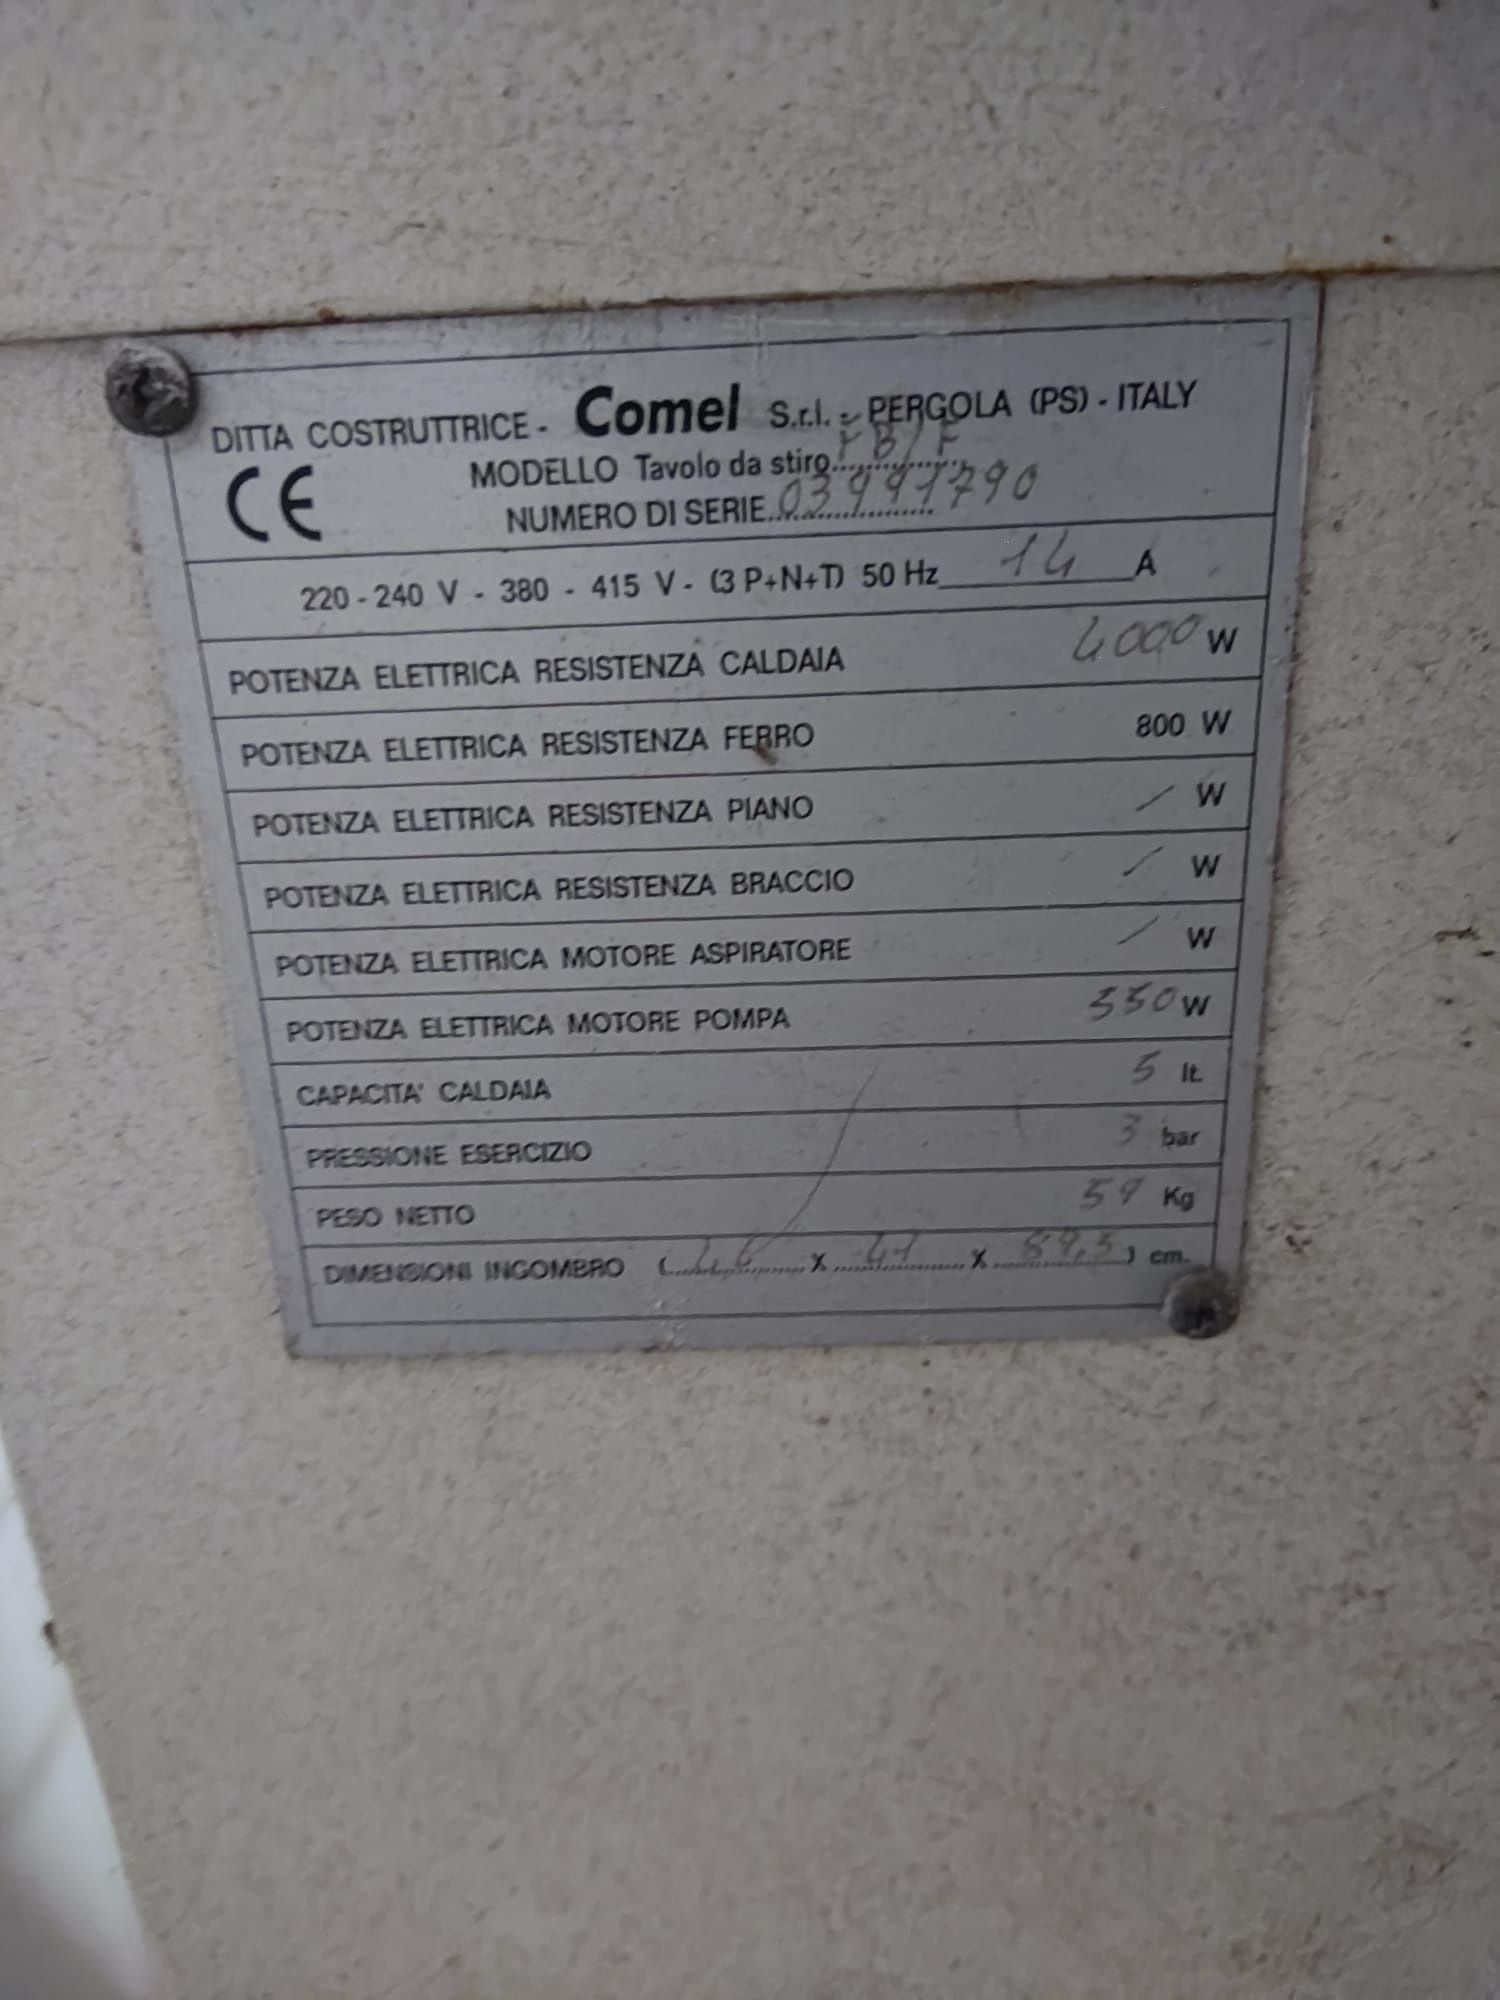 DITTA COSTRUTTRICE - Comel S.r.l. - PERGOLA (PS) - ITALY
CE MODELLO Tavolo da stiro FB/F
NUMERO DI SERIE 03991790
220 - 240 V - 380 - 415 V - (3 P+N+T) 50 Hz 14 A
POTENZA ELETTRICA RESISTENZA CALDAIA 4000 W
POTENZA ELETTRICA RESISTENZA FERRO 800 W
POTENZA ELETTRICA RESISTENZA PIANO / W
POTENZA ELETTRICA RESISTENZA BRACCIO / W
POTENZA ELETTRICA MOTORE ASPIRATORE / W
POTENZA ELETTRICA MOTORE POMPA W
CAPACITA' CALDAIA 5 lt.
PRESSIONE ESERCIZIO 3 bar
PESO NETTO Kg
DIMENSIONI INGOMBRO ( x x ) cm.